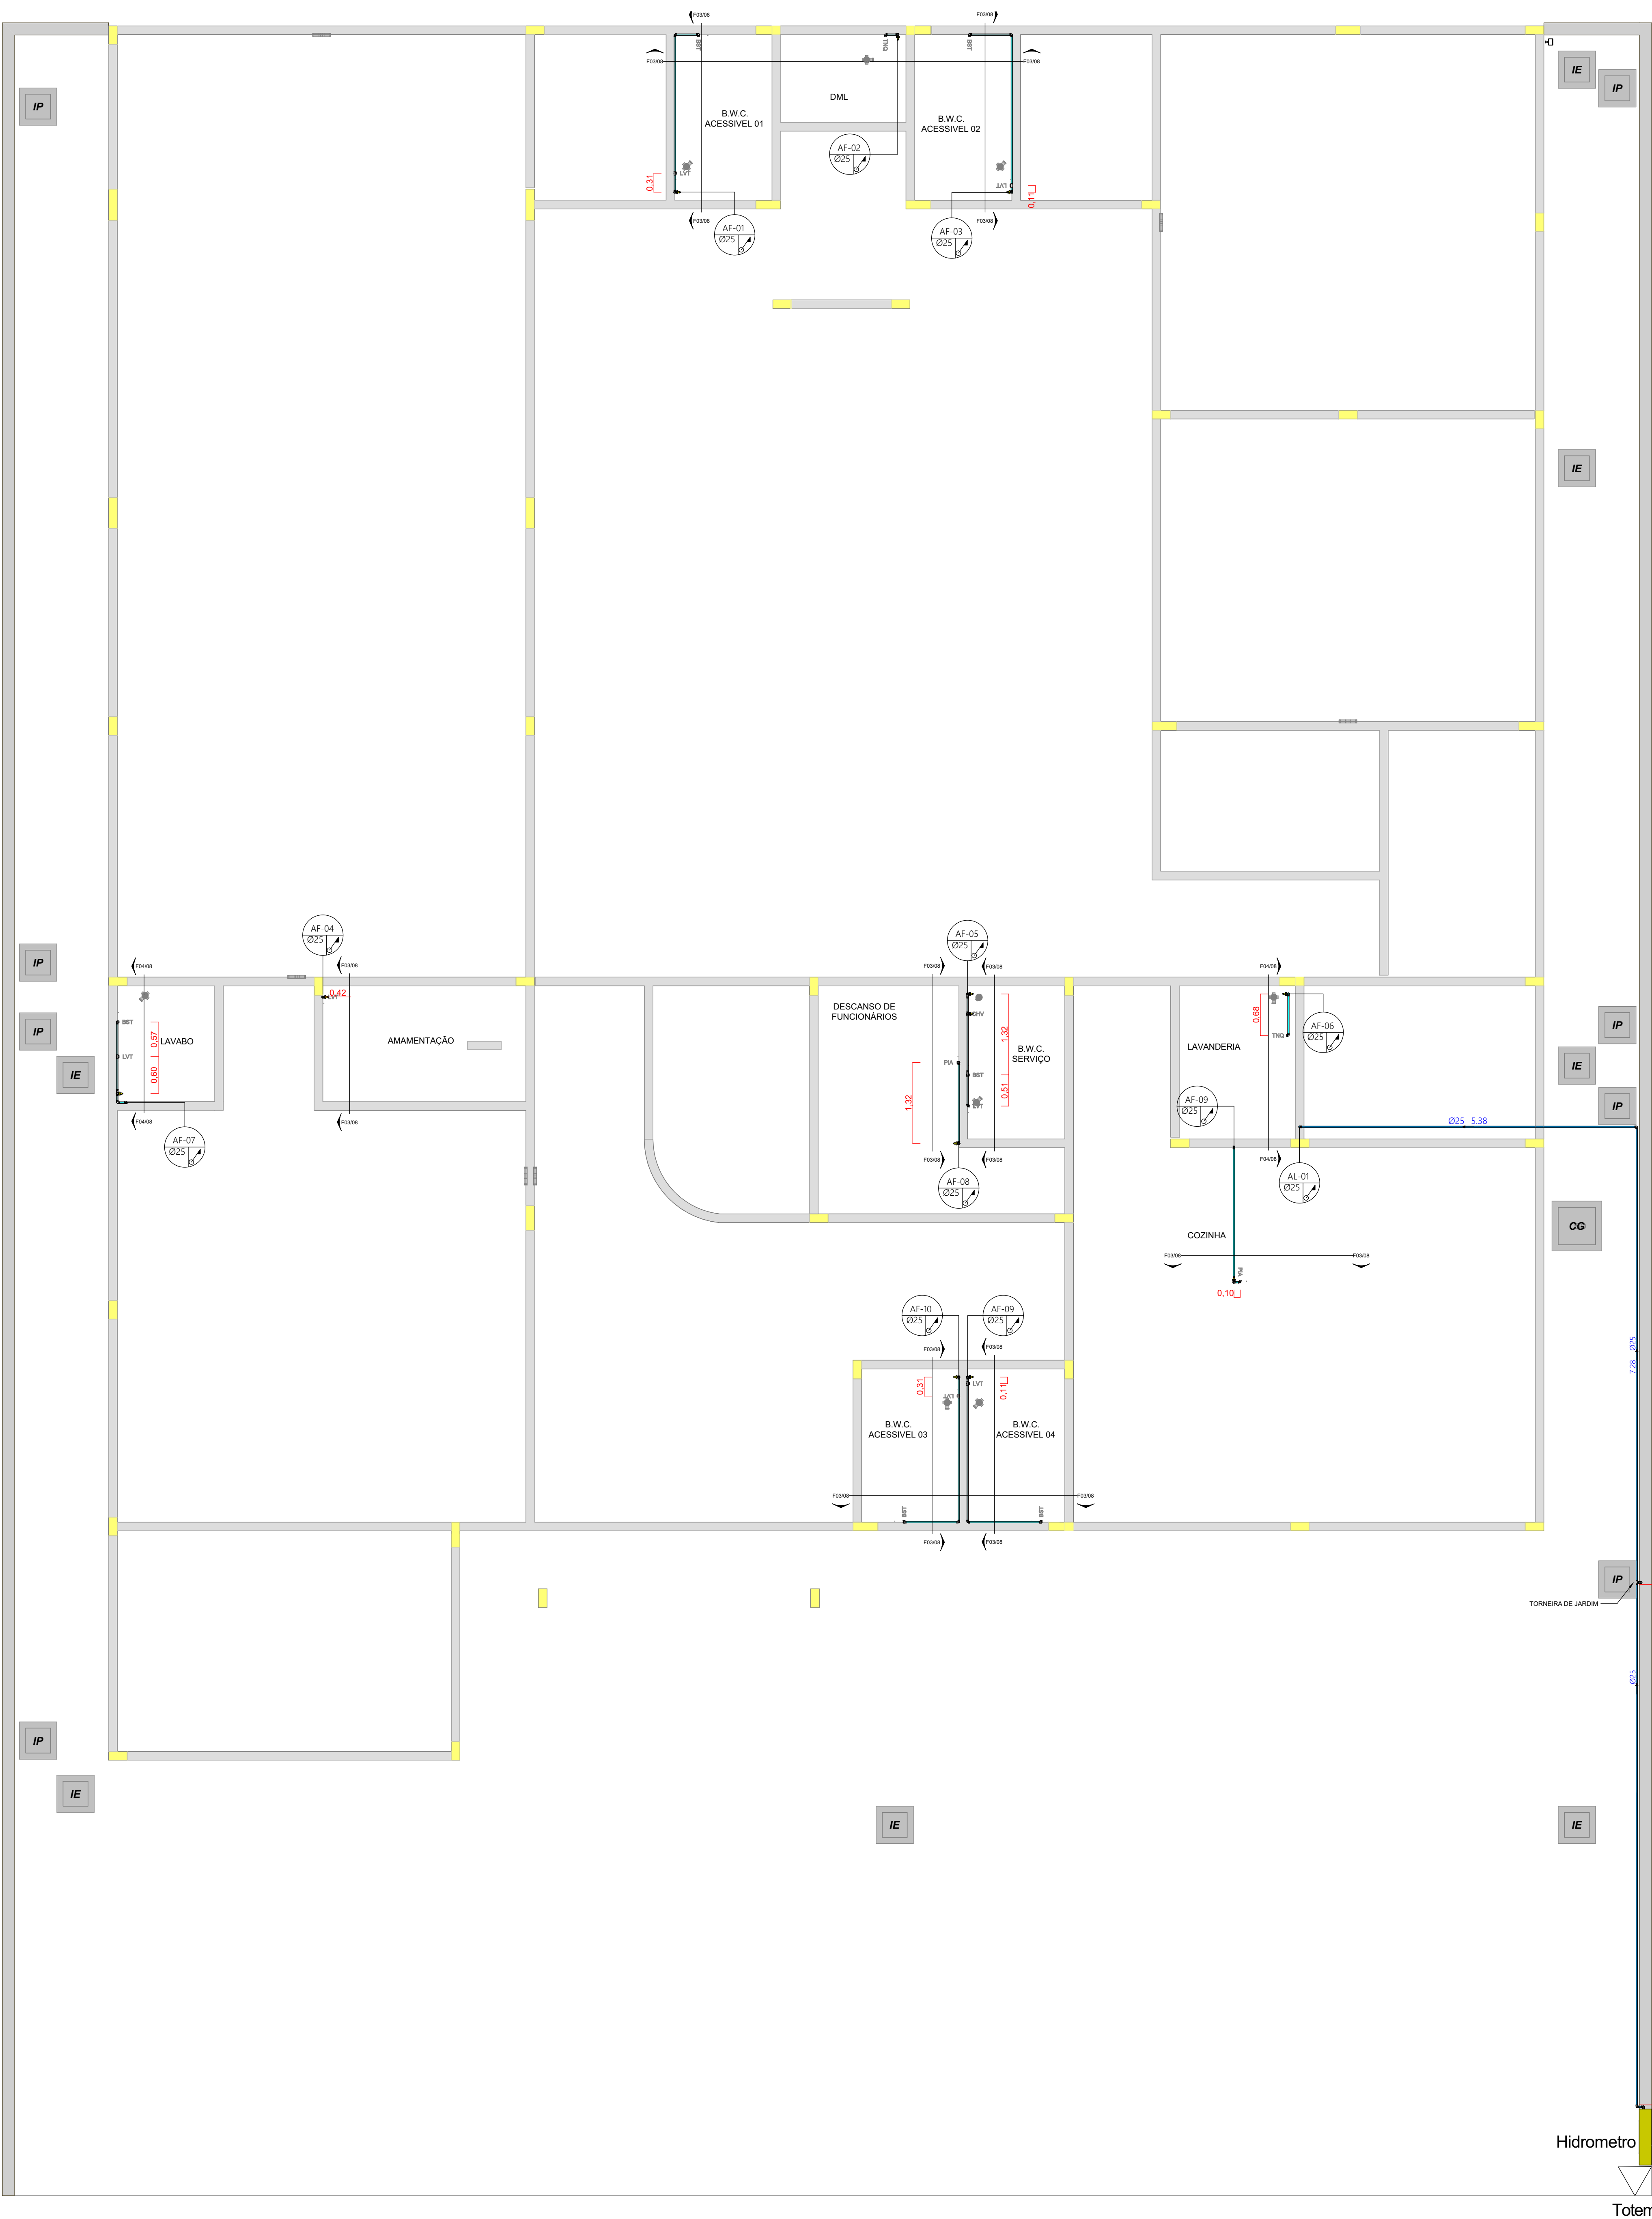 F03/08
F03/08
BBT
TNQ
BBT
F03/08
F03/08
IE
IP
IP
DML
B.W.C.
ACESSIVEL 01
B.W.C.
ACESSIVEL 02
AF-02
Ø25
LVT
0,31
LVT
0,11
F03/08
F03/08
AF-01
Ø25
AF-03
Ø25
IE
AF-04
Ø25
AF-05
Ø25
IP
F04/08
F03/08
F03/08
F03/08
F04/08
LVT
0,42
DESCANSO DE
FUNCIONÁRIOS
CHV
1,32
0,68
IP
BBT
0,57
LAVABO
AMAMENTAÇÃO
TNQ
AF-06
Ø25
IP
B.W.C.
SERVIÇO
LAVANDERIA
LVT
PIA
IE
0,60
BBT
0,51
IE
1,32
LVT
AF-09
Ø25
IP
F04/08
F03/08
Ø25 5.38
AF-07
Ø25
F03/08
F03/08
F04/08
AF-08
Ø25
AL-01
Ø25
CG
COZINHA
F03/08
F03/08
PIA
0,10
AF-10
Ø25
AF-09
Ø25
F03/08
F03/08
7.28 Ø25
0,31
LVT
LVT
0,11
B.W.C.
ACESSIVEL 03
B.W.C.
ACESSIVEL 04
F03/08
F03/08
BBT
BBT
F03/08
F03/08
IP
TORNEIRA DE JARDIM
Ø25
IP
IE
IE
IE
Hidrometro
Totem